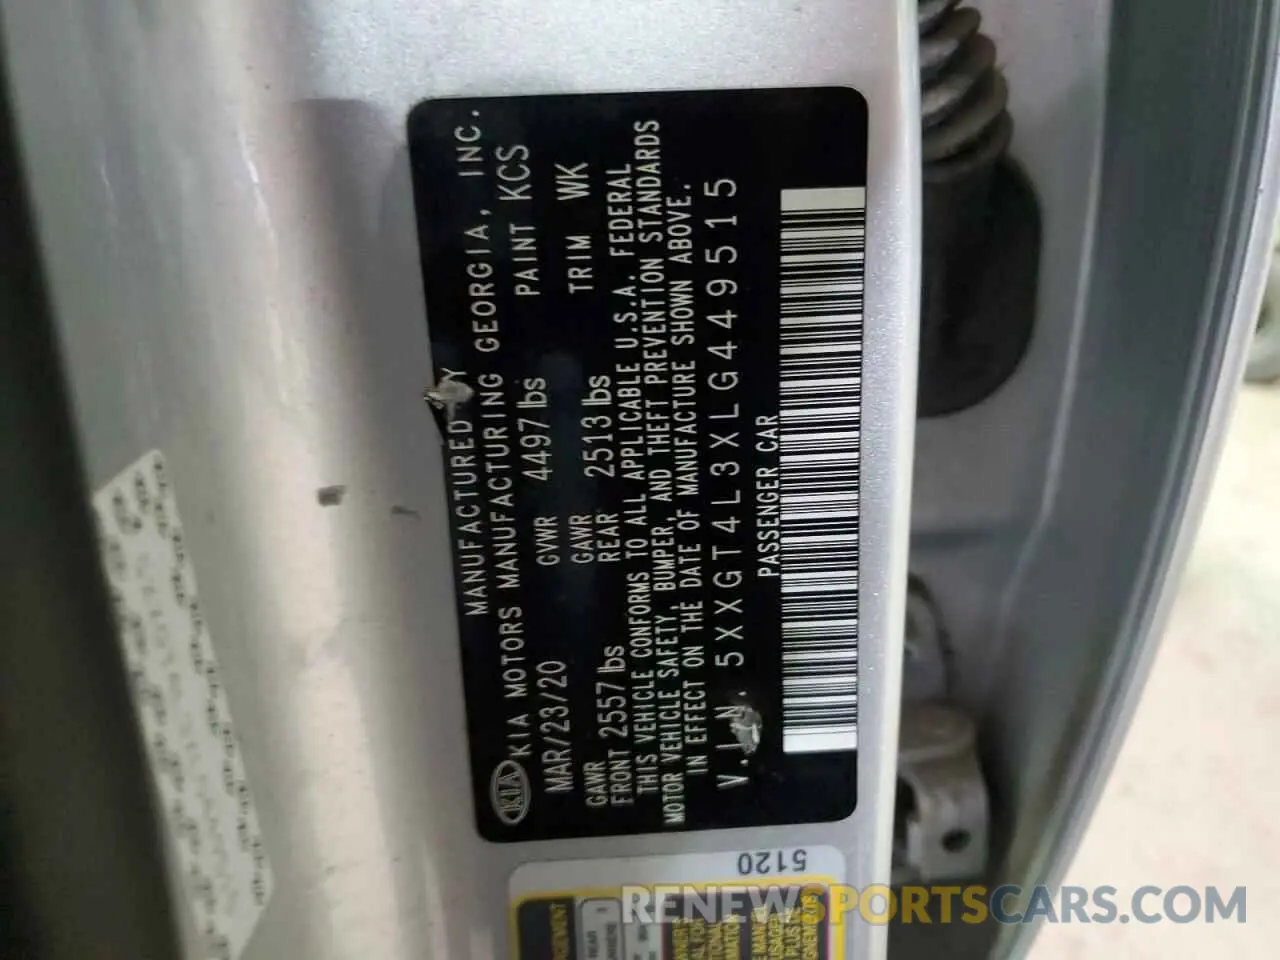 MANUFACTURED BY
KIA MOTORS MANUFACTURING GEORGIA, INC.
MAR/23/20 GVWR 4497 lbs PAINT KCS
GAWR FRONT 2557 lbs GAWR REAR 2513 lbs TRIM WK
THIS VEHICLE CONFORMS TO ALL APPLICABLE U.S.A. FEDERAL
MOTOR VEHICLE SAFETY, BUMPER, AND THEFT PREVENTION STANDARDS
IN EFFECT ON THE DATE OF MANUFACTURE SHOWN ABOVE.
V.I.N. 5XXGT4L3XLG449515
PASSENGER CAR
KIA
5120
RENEWSPORTSCARS.COM